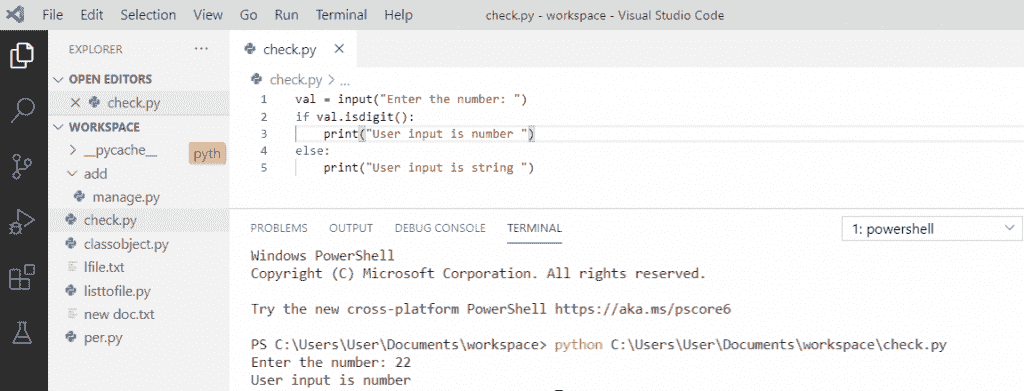 File Edit Selection View Go Run Terminal Help check.py - workspace - Visual Studio Code
EXPLORER ...
OPEN EDITORS
check.py
WORKSPACE
__pycache__
pyth
add
manage.py
check.py
classobject.py
lfile.txt
listtofile.py
new doc.txt
per.py
check.py
check.py > ...
1 val = input("Enter the number: ")
2 if val.isdigit():
3     print("User input is number ")
4 else:
5     print("User input is string ")
PROBLEMS OUTPUT DEBUG CONSOLE TERMINAL 1: powershell
Windows PowerShell
Copyright (C) Microsoft Corporation. All rights reserved.
Try the new cross-platform PowerShell https://aka.ms/pscore6
PS C:\Users\User\Documents\workspace> python C:\Users\User\Documents\workspace\check.py
Enter the number: 22
User input is number